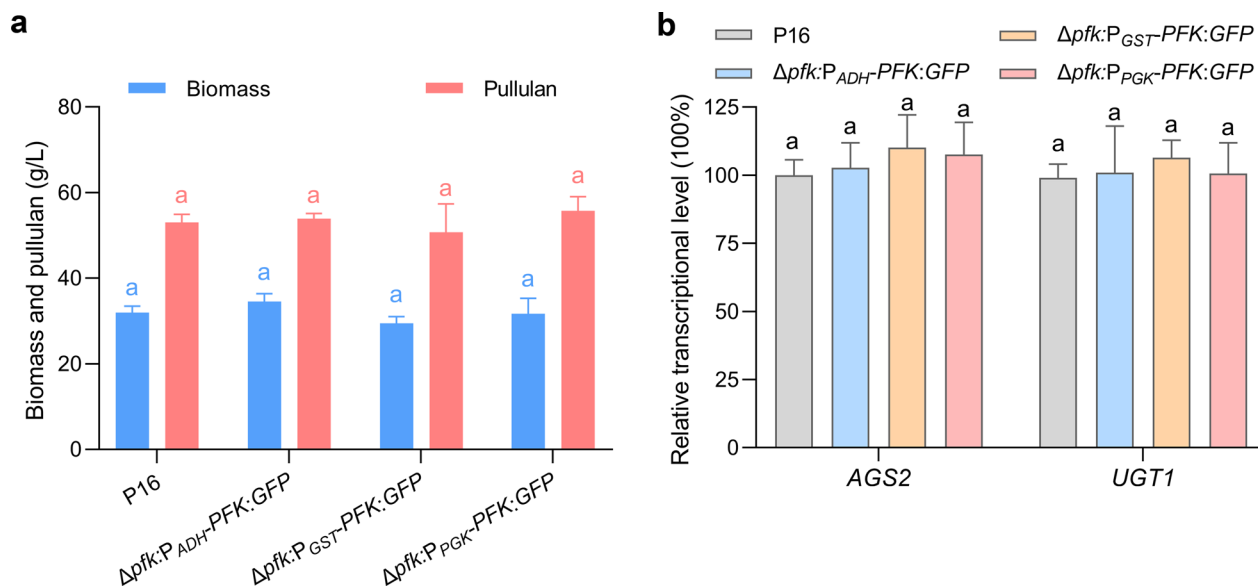 a
Biomass
Pullulan
Biomass and pullulan (g/L)
80
60
40
20
0
a
a
a
a
a
a
a
a
P16
Δpfk:PADH-PFK:GFP
Δpfk:PGST-PFK:GFP
Δpfk:PPGK-PFK:GFP
b
P16
Δpfk:PGST-PFK:GFP
Δpfk:PADH-PFK:GFP
Δpfk:PPGK-PFK:GFP
Relative transcriptional level (100%)
125
100
75
50
25
0
a
a
a
a
a
a
a
a
AGS2
UGT1